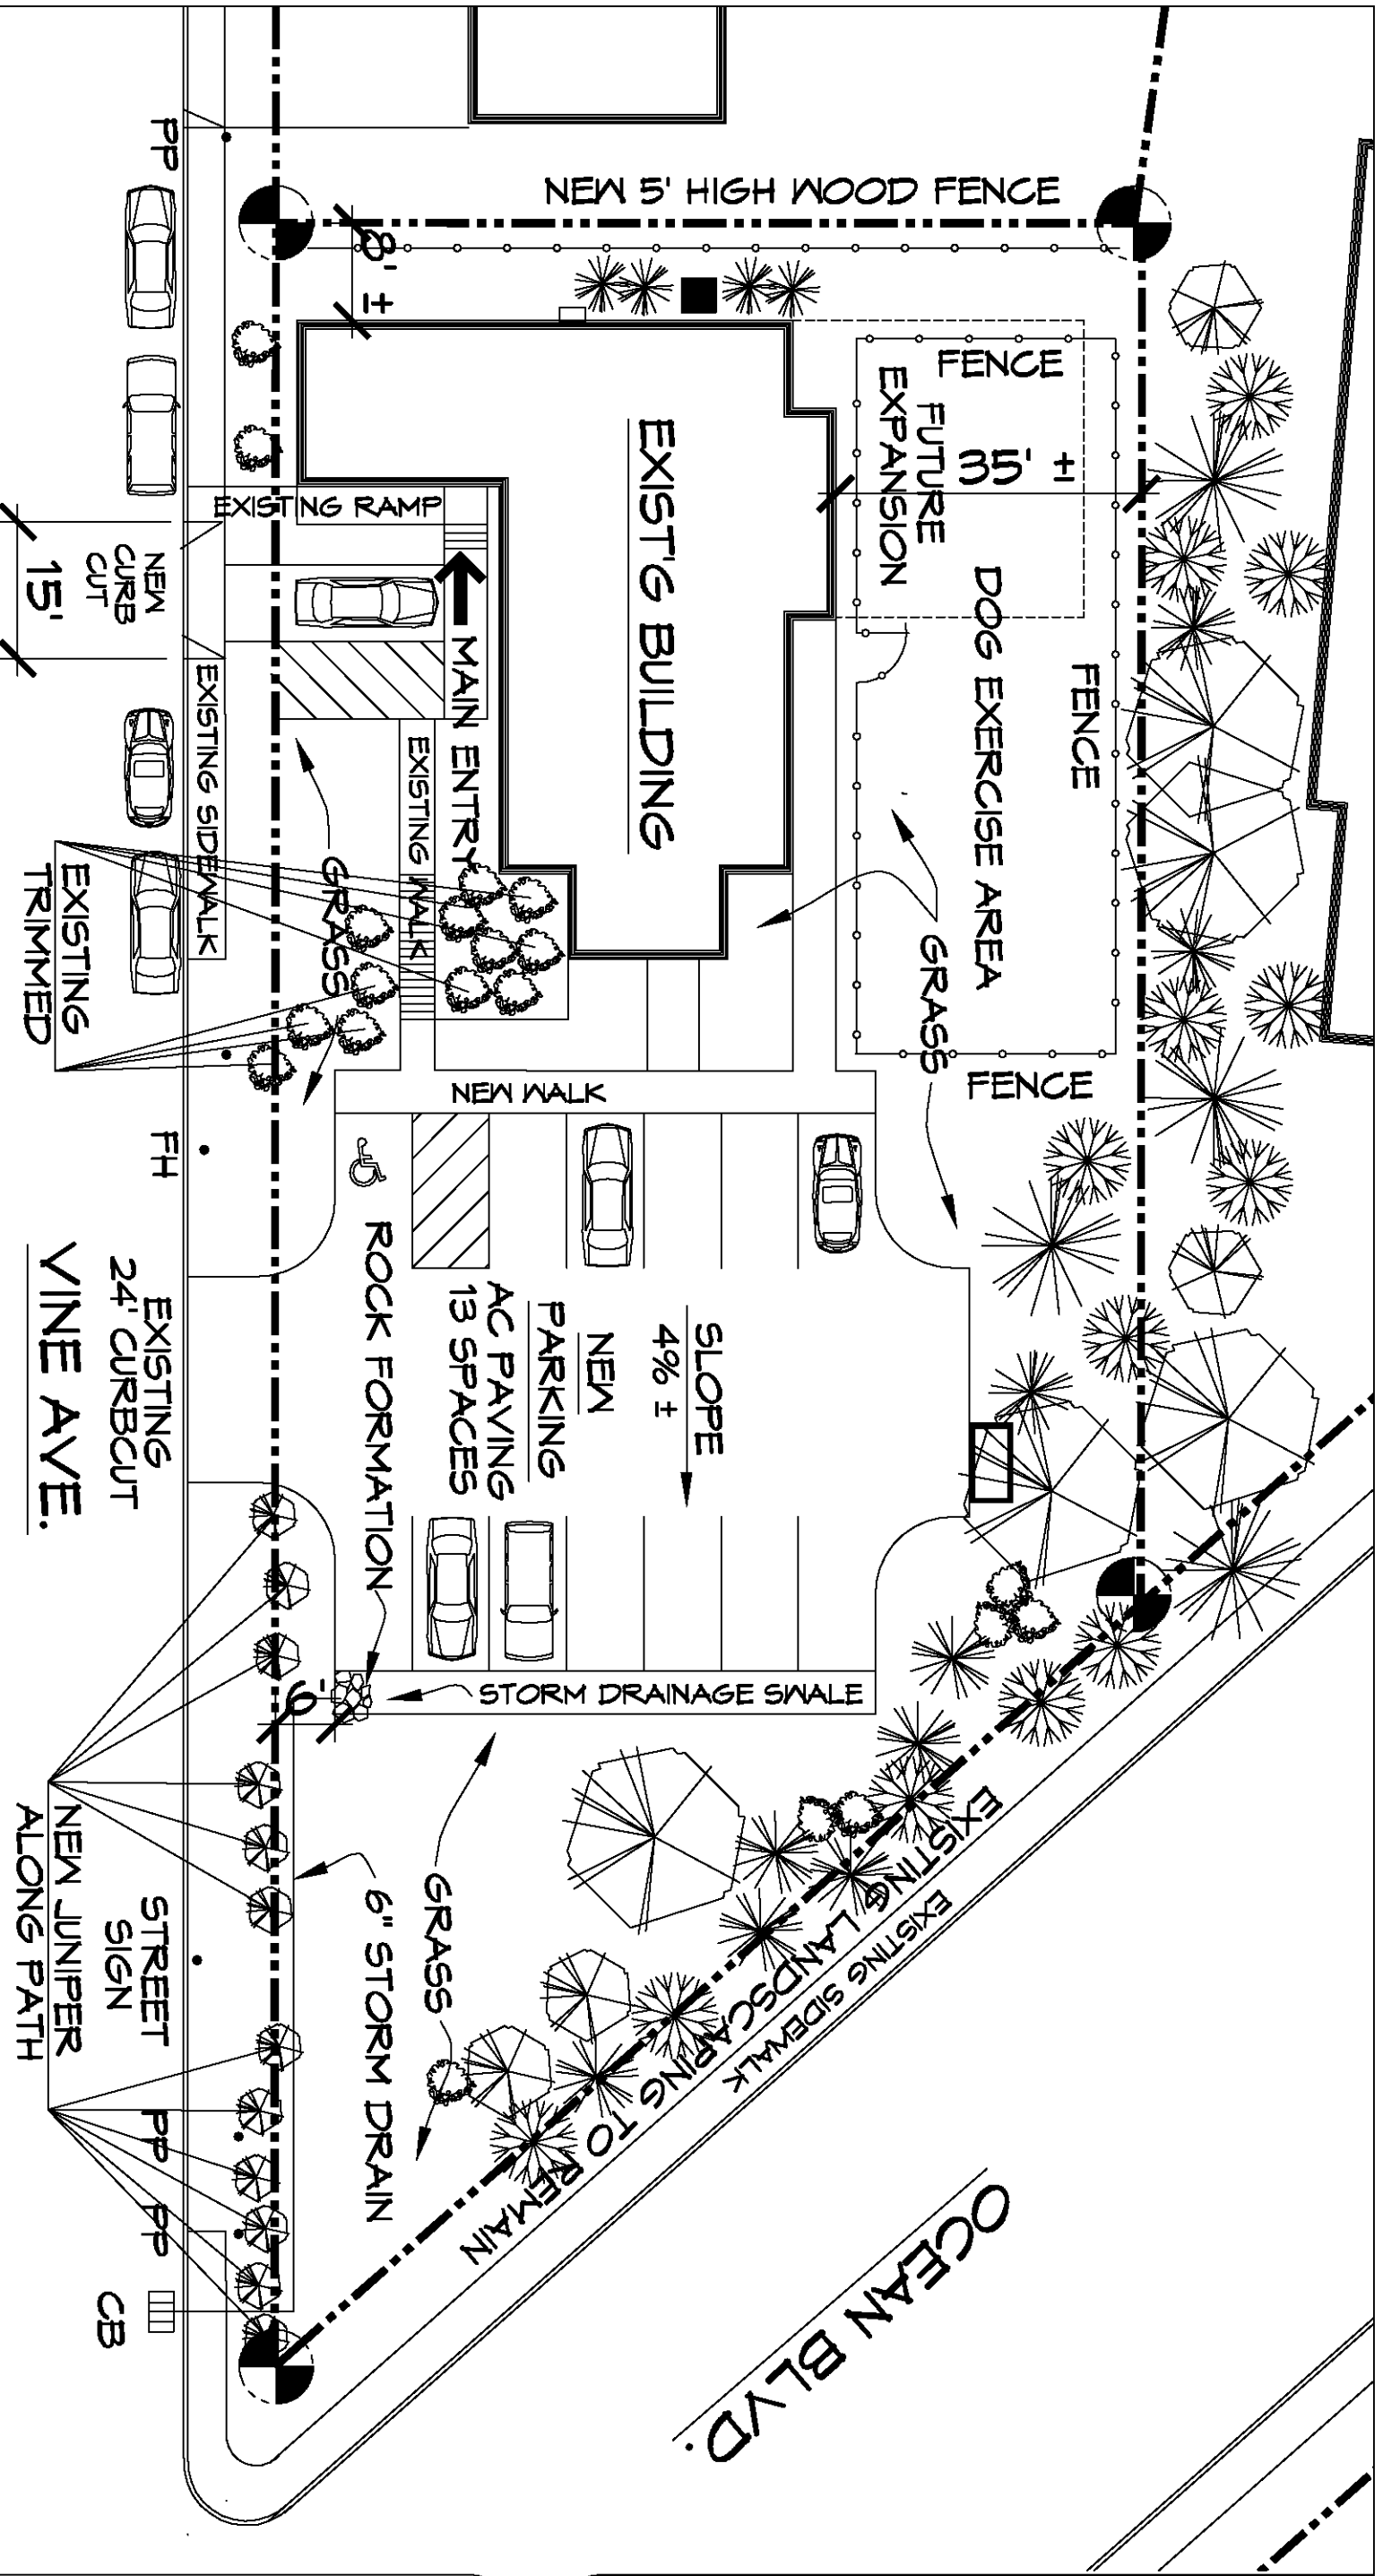 NEW 5' HIGH WOOD FENCE
PP
8' ±
FENCE
FUTURE
EXPANSION
35' ±
EXIST'G BUILDING
DOG EXERCISE AREA
FENCE
EXISTING RAMP
NEW
CURB
CUT
15'
MAIN ENTRY
EXISTING WALK
EXISTING SIDEWALK
GRASS
EXISTING
TRIMMED
GRASS
FENCE
NEW WALK
FH
EXISTING
24' CURBCUT
VINE AVE.
ROCK FORMATION
SLOPE
4% ±
NEW
PARKING
AC PAVING
13 SPACES
STORM DRAINAGE SWALE
6'
GRASS
6" STORM DRAIN
NEW JUNIPER
ALONG PATH
STREET
SIGN
PP
PP
CB
EXISTING LANDSCAPING TO REMAIN
EXISTING SIDEWALK
OCEAN BLVD.